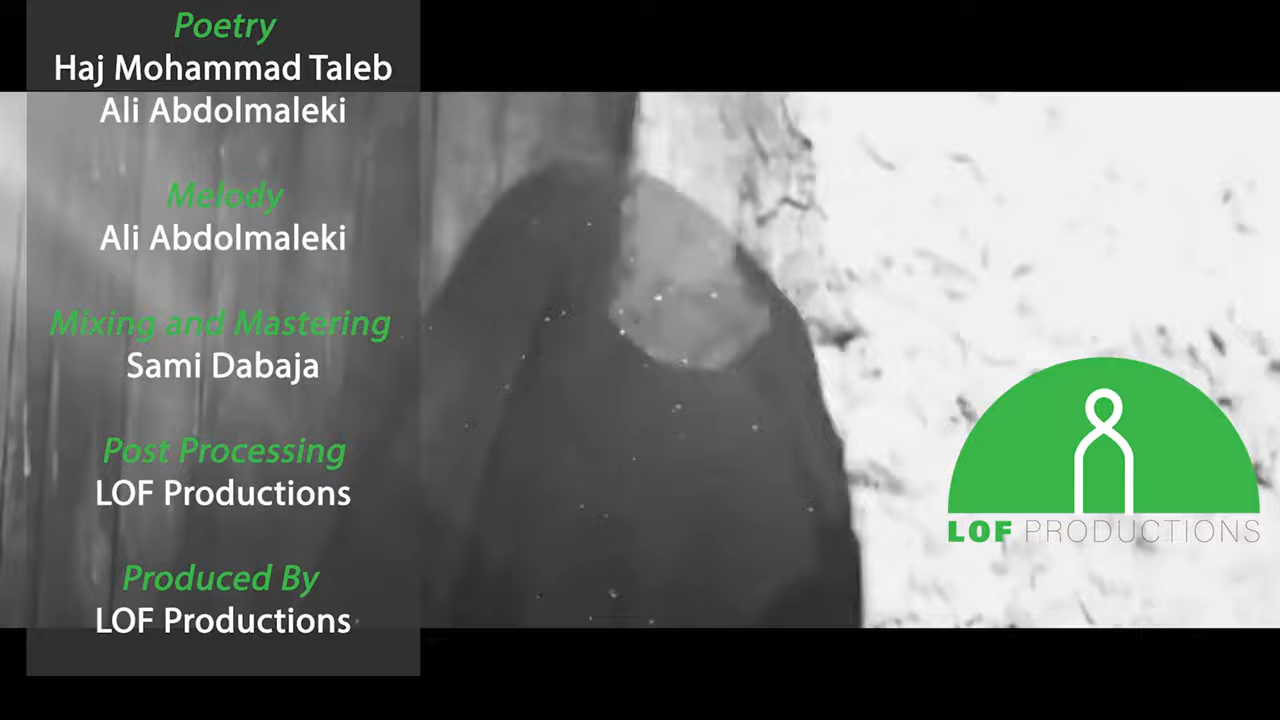 Poetry
Haj Mohammad Taleb
Ali Abdolmaleki
Melody
Ali Abdolmaleki
Mixing and Mastering
Sami Dabaja
Post Processing
LOF Productions
Produced By
LOF Productions
LOF PRODUCTIONS